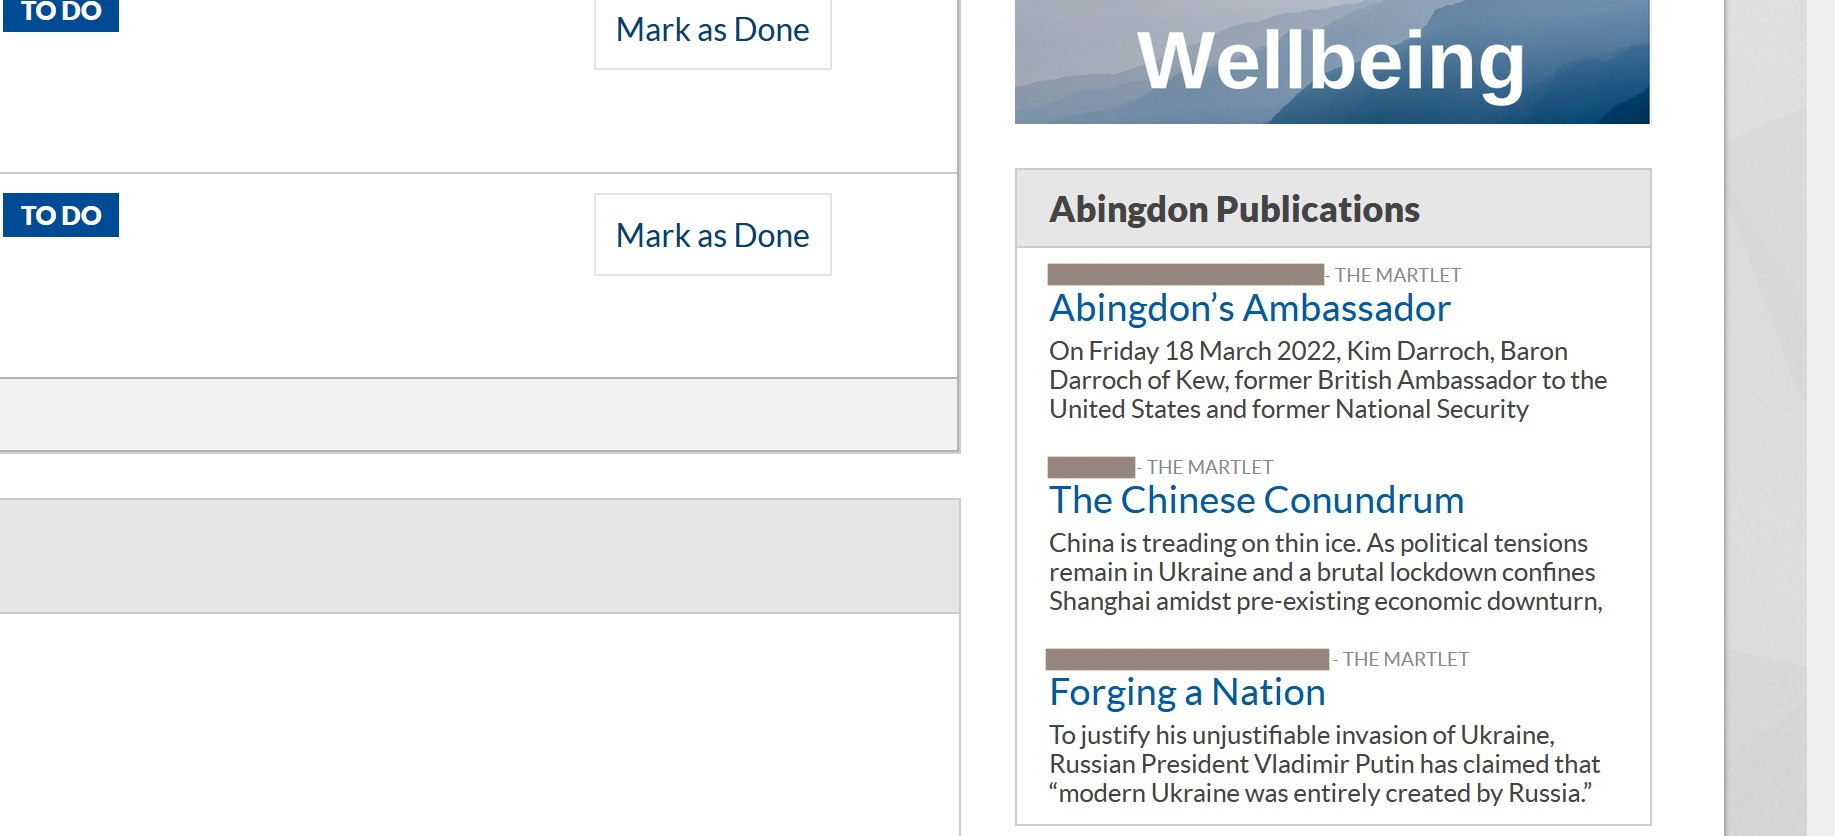 TO DO
Mark as Done
TO DO
Mark as Done
Wellbeing
Abingdon Publications
- THE MARTLET
Abingdon’s Ambassador
On Friday 18 March 2022, Kim Darroch, Baron
Darroch of Kew, former British Ambassador to the
United States and former National Security
- THE MARTLET
The Chinese Conundrum
China is treading on thin ice. As political tensions
remain in Ukraine and a brutal lockdown confines
Shanghai amidst pre-existing economic downturn,
- THE MARTLET
Forging a Nation
To justify his unjustifiable invasion of Ukraine,
Russian President Vladimir Putin has claimed that
“modern Ukraine was entirely created by Russia.”